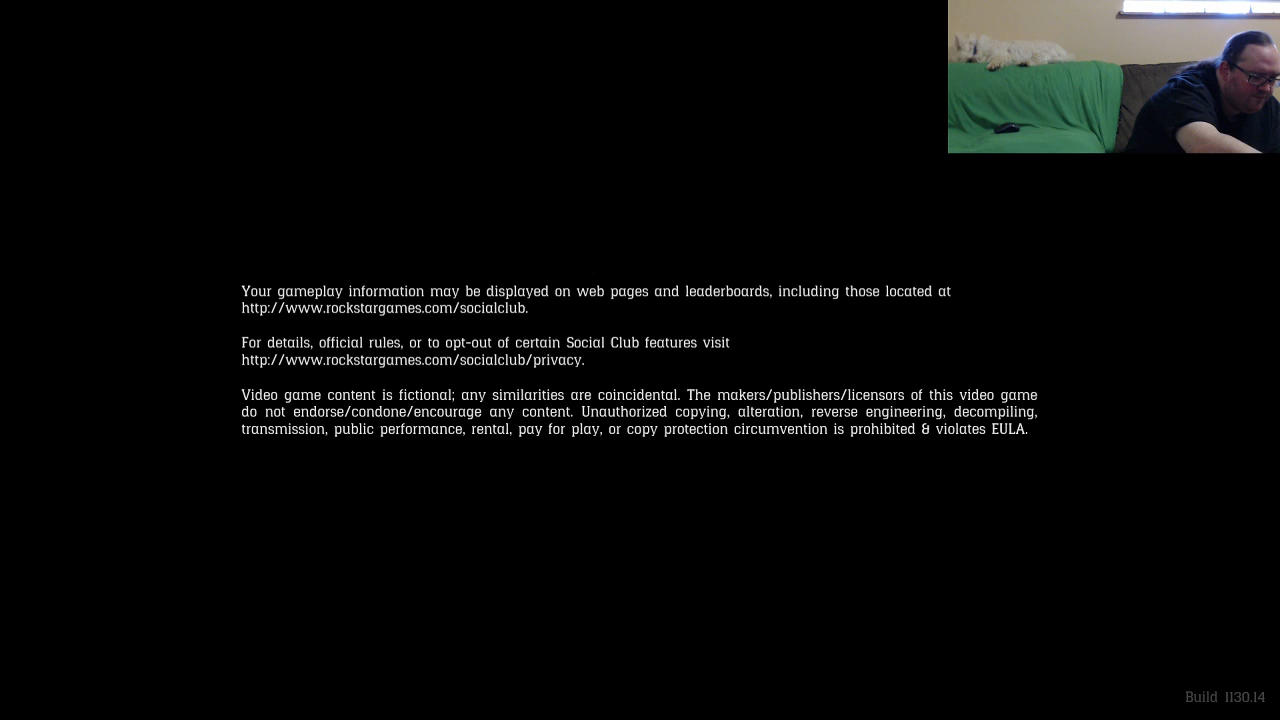 Your gameplay information may be displayed on web pages and leaderboards, including those located at
http://www.rockstargames.com/socialclub.
For details, official rules, or to opt-out of certain Social Club features visit
http://www.rockstargames.com/socialclub/privacy.
Video game content is fictional; any similarities are coincidental. The makers/publishers/licensors of this video game
do not endorse/condone/encourage any content. Unauthorized copying, alteration, reverse engineering, decompiling,
transmission, public performance, rental, pay for play, or copy protection circumvention is prohibited & violates EULA.
Build 1130.14